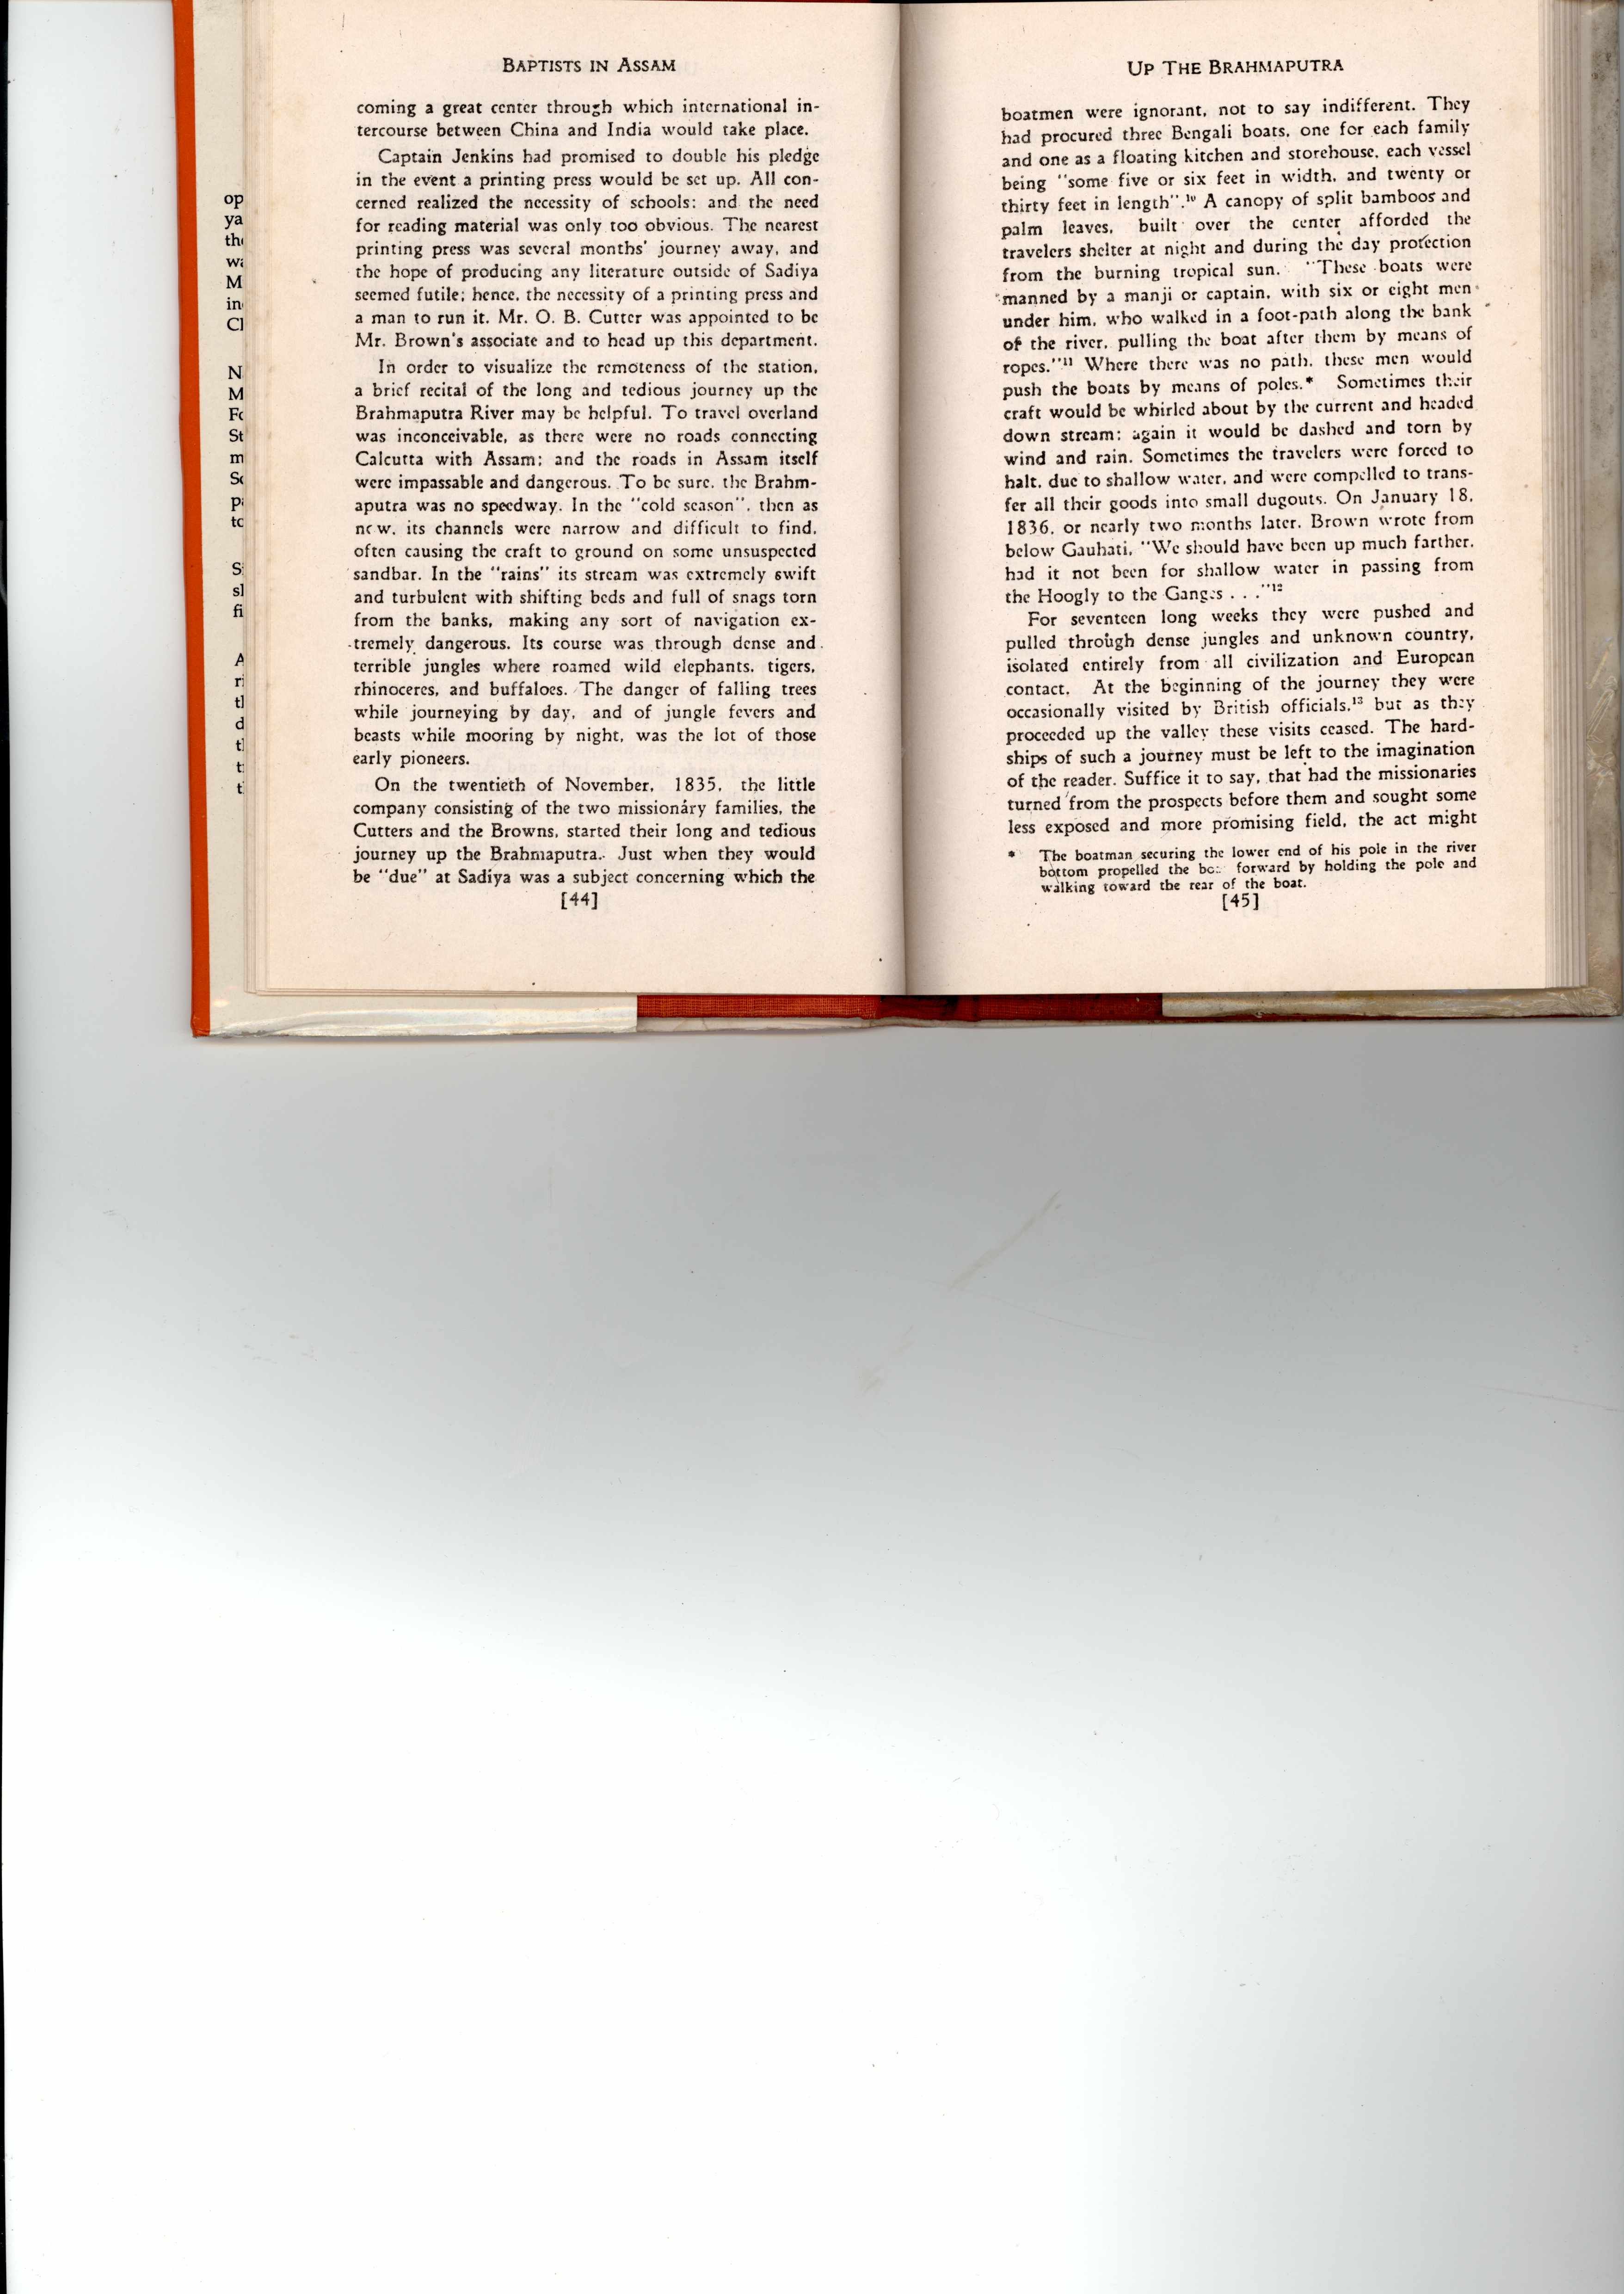 BAPTISTS IN ASSAM
coming a great center through which international in-
tercourse between China and India would take place.
Captain Jenkins had promised to double his pledge
in the event a printing press would be set up. All con-
cerned realized the necessity of schools; and the need
for reading material was only too obvious. The nearest
printing press was several months' journey away, and
the hope of producing any literature outside of Sadiya
seemed futile; hence, the necessity of a printing press and
a man to run it. Mr. O. B. Cutter was appointed to be
Mr. Brown's associate and to head up this department.
In order to visualize the remoteness of the station,
a brief recital of the long and tedious journey up the
Brahmaputra River may be helpful. To travel overland
was inconceivable, as there were no roads connecting
Calcutta with Assam; and the roads in Assam itself
were impassable and dangerous. To be sure, the Brahm-
aputra was no speedway. In the "cold season", then as
now, its channels were narrow and difficult to find,
often causing the craft to ground on some unsuspected
sandbar. In the "rains" its stream was extremely swift
and turbulent with shifting beds and full of snags torn
from the banks, making any sort of navigation ex-
tremely dangerous. Its course was through dense and
terrible jungles where roamed wild elephants, tigers,
rhinoceres, and buffaloes. The danger of falling trees
while journeying by day, and of jungle fevers and
beasts while mooring by night, was the lot of those
early pioneers.
On the twentieth of November, 1835, the little
company consisting of the two missionary families, the
Cutters and the Browns, started their long and tedious
journey up the Brahmaputra. Just when they would
be "due" at Sadiya was a subject concerning which the
[44]
UP THE BRAHMAPUTRA
boatmen were ignorant, not to say indifferent. They
had procured three Bengali boats, one for each family
and one as a floating kitchen and storehouse, each vessel
being "some five or six feet in width, and twenty or
thirty feet in length".10 A canopy of split bamboos and
palm leaves, built over the center afforded the
travelers shelter at night and during the day protection
from the burning tropical sun. "These boats were
manned by a manji or captain, with six or eight men
under him, who walked in a foot-path along the bank
of the river, pulling the boat after them by means of
ropes."11 Where there was no path, these men would
push the boats by means of poles.* Sometimes their
craft would be whirled about by the current and headed
down stream; again it would be dashed and torn by
wind and rain. Sometimes the travelers were forced to
halt, due to shallow water, and were compelled to trans-
fer all their goods into small dugouts. On January 18,
1836, or nearly two months later, Brown wrote from
below Gauhati, "We should have been up much farther,
had it not been for shallow water in passing from
the Hoogly to the Ganges . . ."12
For seventeen long weeks they were pushed and
pulled through dense jungles and unknown country,
isolated entirely from all civilization and European
contact. At the beginning of the journey they were
occasionally visited by British officials,13 but as they
proceeded up the valley these visits ceased. The hard-
ships of such a journey must be left to the imagination
of the reader. Suffice it to say, that had the missionaries
turned from the prospects before them and sought some
less exposed and more promising field, the act might
* The boatman securing the lower end of his pole in the river
bottom propelled the boat forward by holding the pole and
walking toward the rear of the boat.
[45]